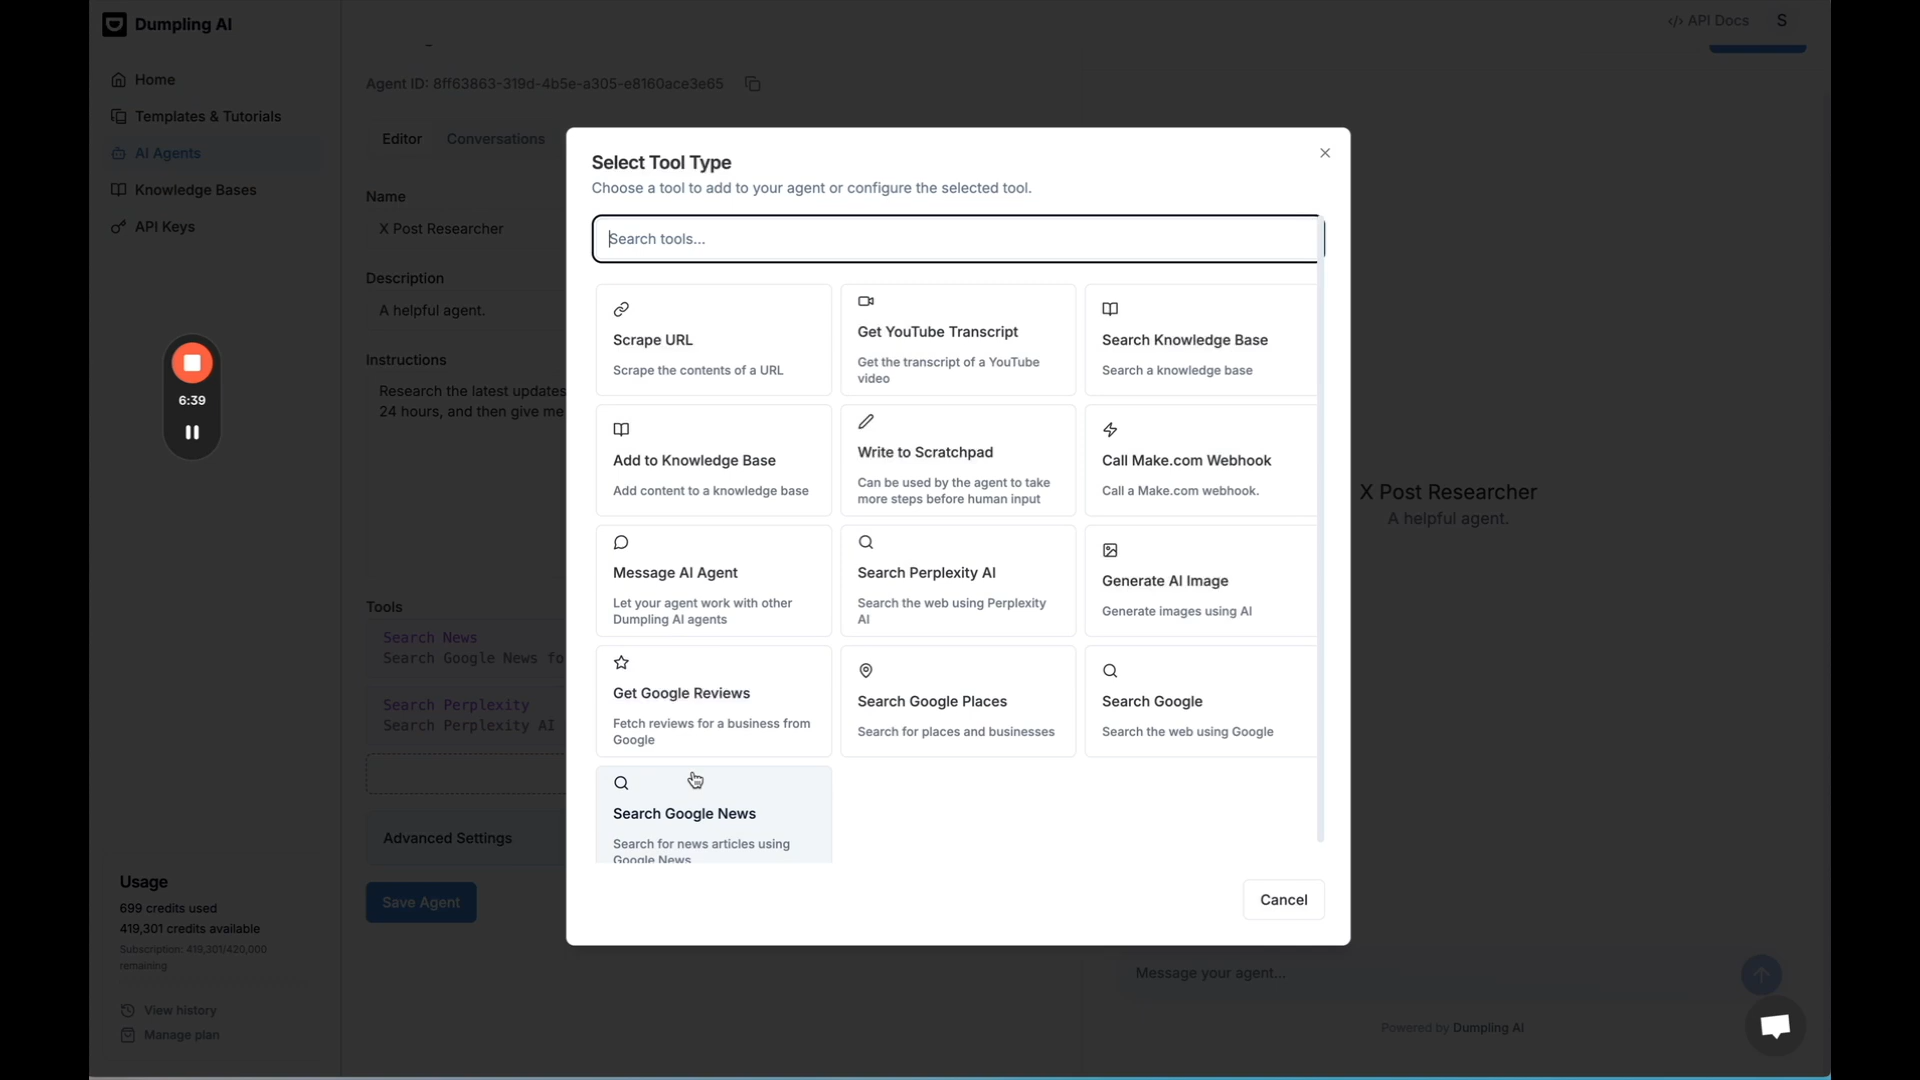 Dumpling AI
</> API Docs
S
Home
Templates & Tutorials
AI Agents
Knowledge Bases
API Keys
6:39
Usage
699 credits used
419,301 credits available
Subscription: 419,301/420,000
remaining
View history
Manage plan
Agent ID: 8ff63863-319d-4b5e-a305-e8160ace3e65
Editor
Conversations
Name
X Post Researcher
Description
A helpful agent.
Instructions
Research the latest updates
24 hours, and then give me
Tools
Search News
Search Google News fo
Search Perplexity
Search Perplexity AI
Advanced Settings
Save Agent
Select Tool Type
Choose a tool to add to your agent or configure the selected tool.
Search tools...
Scrape URL
Scrape the contents of a URL
Get YouTube Transcript
Get the transcript of a YouTube
video
Search Knowledge Base
Search a knowledge base
Add to Knowledge Base
Add content to a knowledge base
Write to Scratchpad
Can be used by the agent to take
more steps before human input
Call Make.com Webhook
Call a Make.com webhook.
Message AI Agent
Let your agent work with other
Dumpling AI agents
Search Perplexity AI
Search the web using Perplexity
AI
Generate AI Image
Generate images using AI
Get Google Reviews
Fetch reviews for a business from
Google
Search Google Places
Search for places and businesses
Search Google
Search the web using Google
Search Google News
Search for news articles using
Google News
Cancel
X Post Researcher
A helpful agent.
Message your agent...
Powered by Dumpling AI